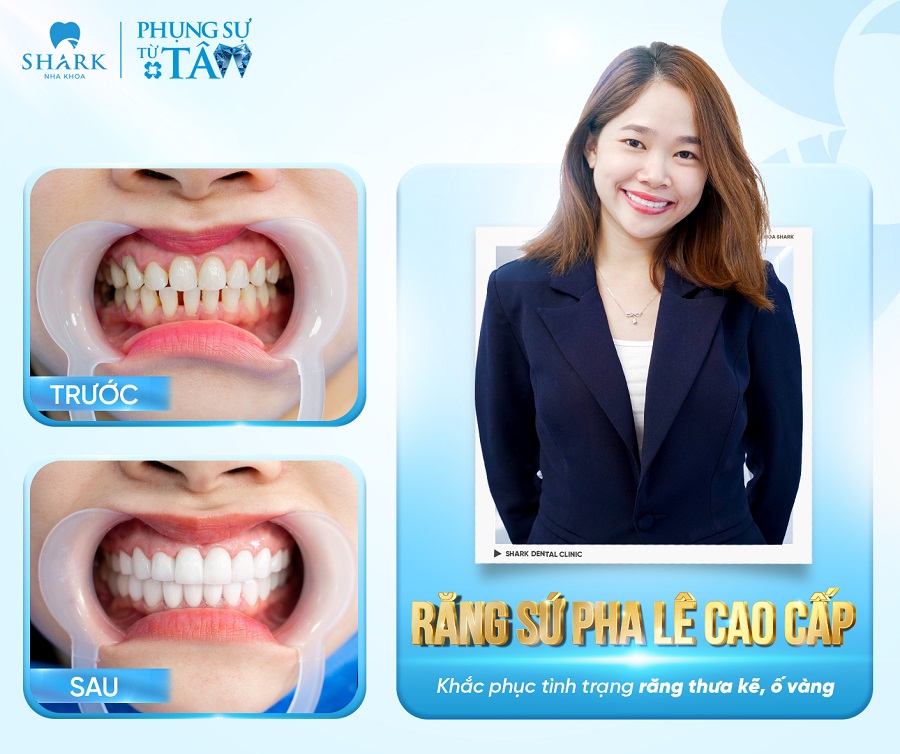 SHARK
NHA KHOA
PHỤNG SỰ
TỪ TÂM
TRƯỚC
SAU
SHARK
SHARK DENTAL CLINIC
RĂNG SỨ PHA LÊ CAO CẤP
Khắc phục tình trạng răng thưa kẽ, ố vàng